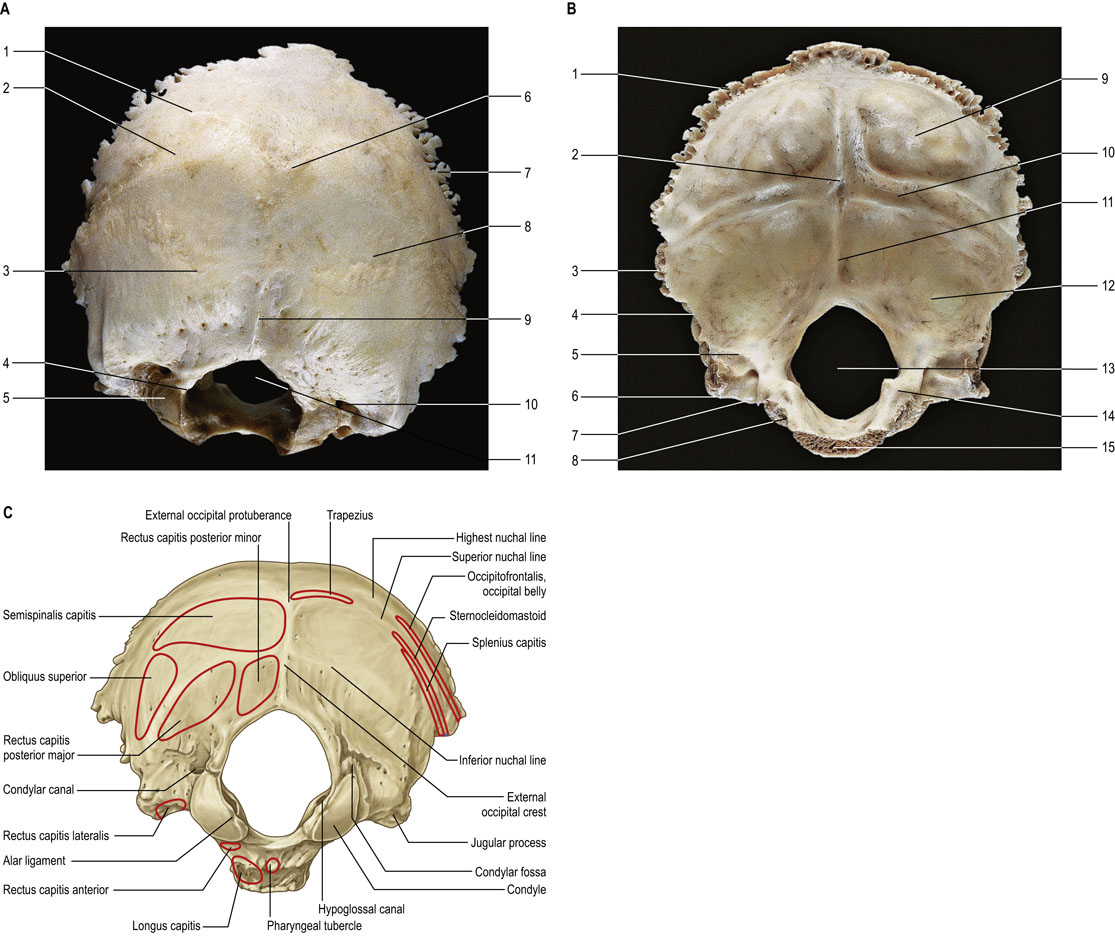 A
1
2
3
4
5
6
7
8
9
10
11
B
1
2
3
4
5
6
7
8
9
10
11
12
13
14
15
C
External occipital protuberance
Rectus capitis posterior minor
Semispinalis capitis
Obliquus superior
Rectus capitis
posterior major
Condylar canal
Rectus capitis lateralis
Alar ligament
Rectus capitis anterior
Longus capitis
Trapezius
Highest nuchal line
Superior nuchal line
Occipitofrontalis,
occipital belly
Sternocleidomastoid
Splenius capitis
Inferior nuchal line
External
occipital crest
Jugular process
Condylar fossa
Condyle
Hypoglossal canal
Pharyngeal tubercle